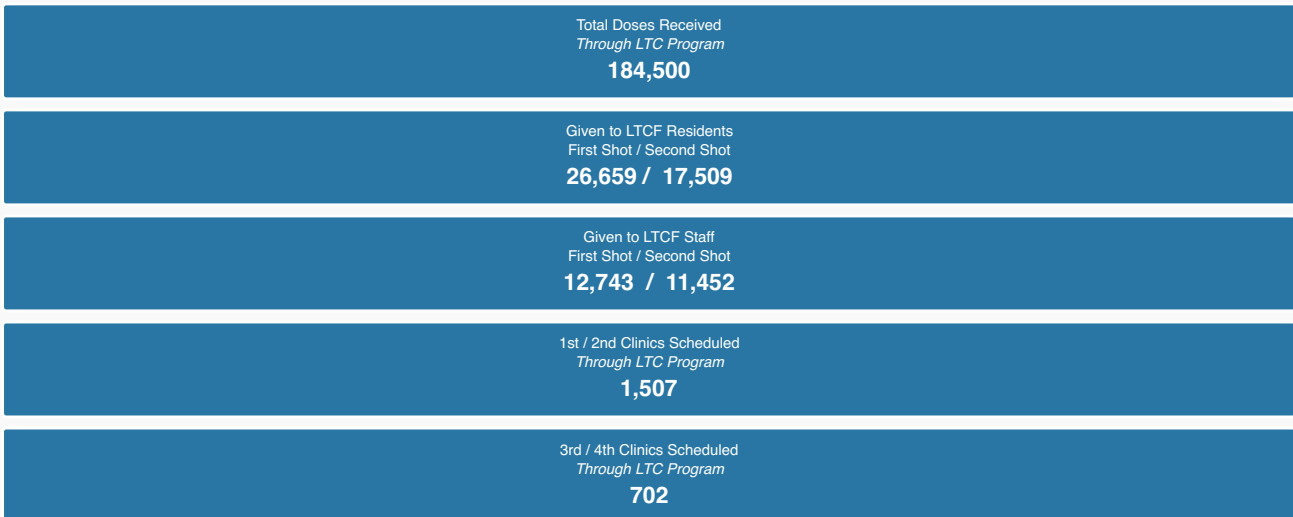 Total Doses Received
Through LTC Program
184,500
Given to LTCF Residents
First Shot / Second Shot
26,659 / 17,509
Given to LTCF Staff
First Shot / Second Shot
12,743 / 11,452
1st / 2nd Clinics Scheduled
Through LTC Program
1,507
3rd / 4th Clinics Scheduled
Through LTC Program
702